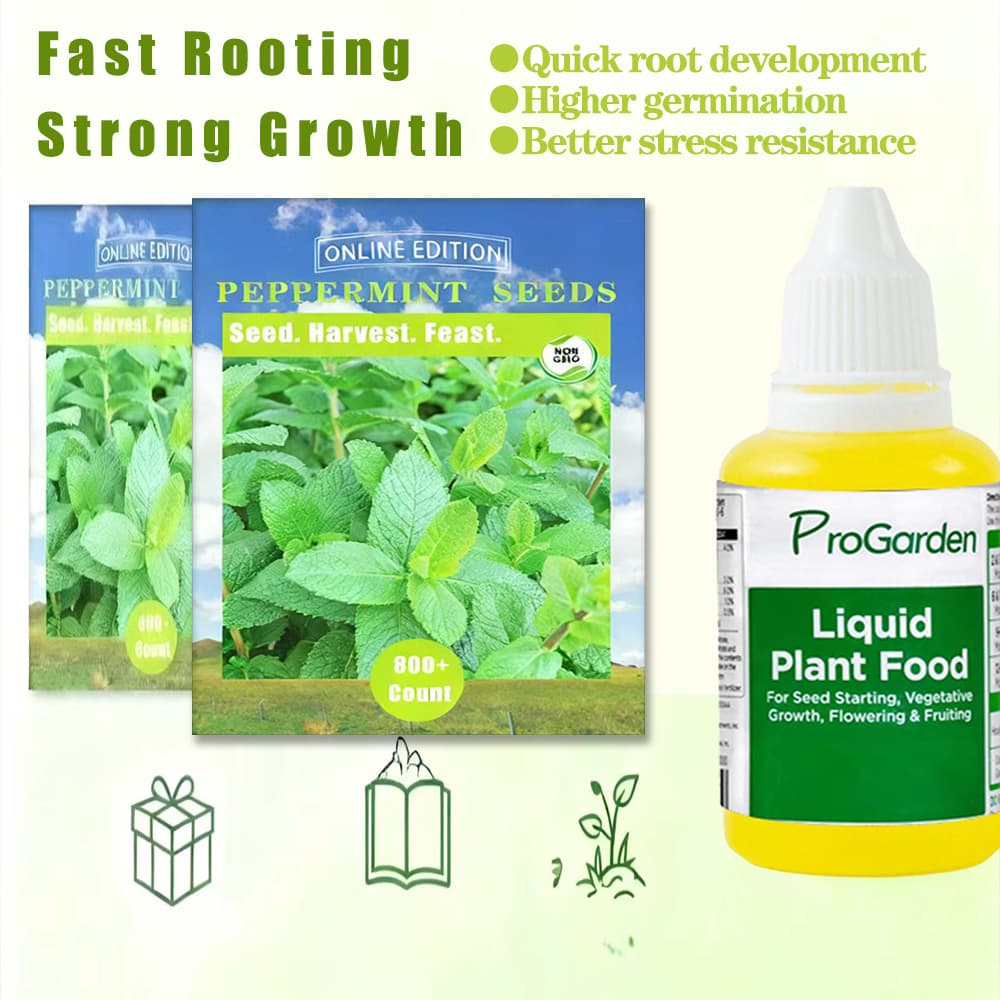 Fast Rooting
Strong Growth
●Quick root development
●Higher germination
●Better stress resistance
ONLINE EDITIO
PEPPERMINT
Seed. Harvest. Feast
Count
ONLINE EDITION
PEPPERMINT SEEDS
Seed. Harvest. Feast.
NON
GMO
800+
Count
ProGarden
Liquid
Plant Food
For Seed Starting, Vegetative
Growth, Flowering & Fruiting